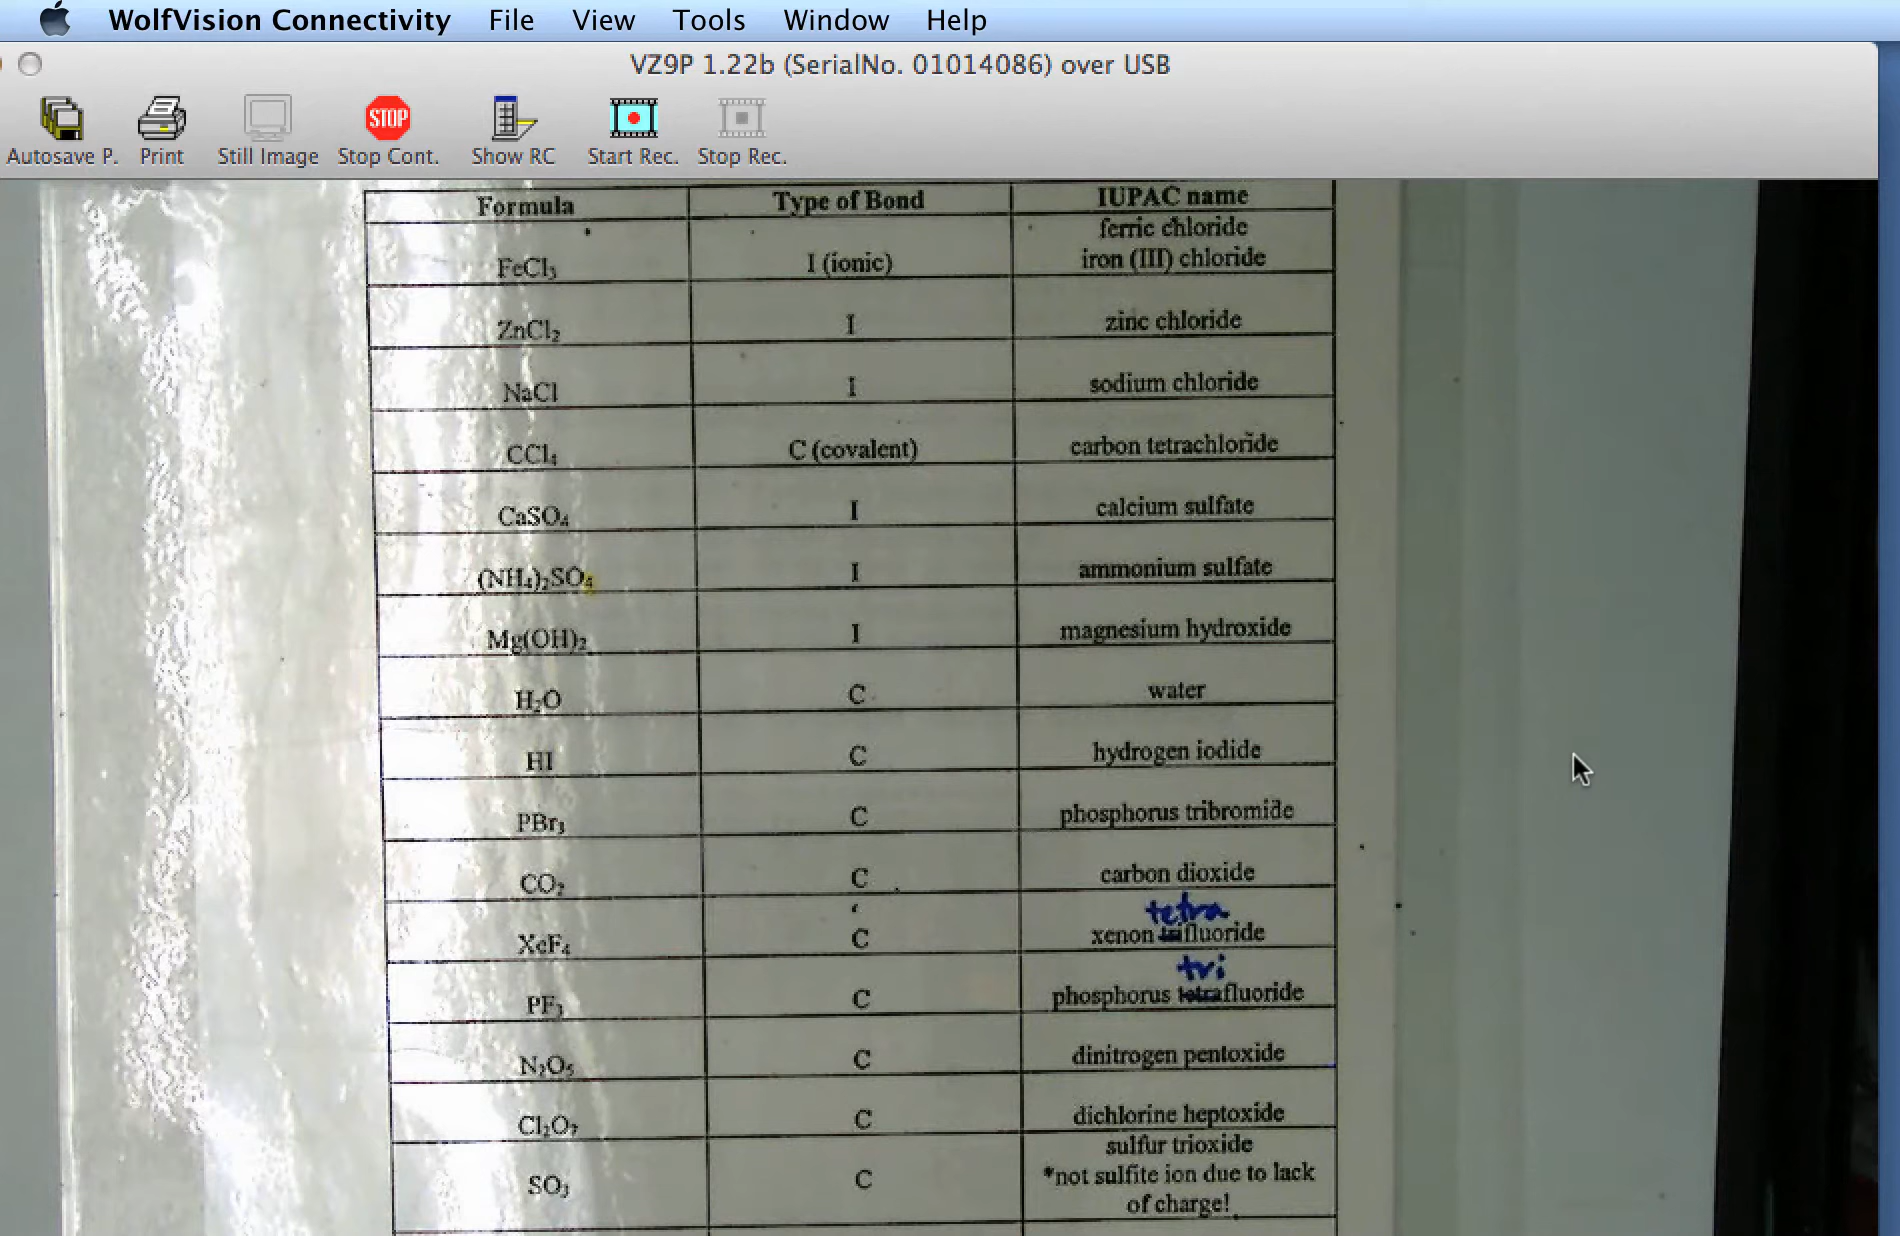 WolfVision Connectivity File View Tools Window Help
VZ9P 1.22b (SerialNo. 01014086) over USB
STOP
Autosave P. Print Still Image Stop Cont. Show RC Start Rec. Stop Rec.
Formula Type of Bond IUPAC name
ferric chloride
FeCl₃ I (ionic) iron (III) chloride
ZnCl₂ I zinc chloride
NaCl I sodium chloride
CCl₄ C (covalent) carbon tetrachloride
CaSO₄ I calcium sulfate
(NH₄)₂SO₄ I ammonium sulfate
Mg(OH)₂ I magnesium hydroxide
H₂O C water
HI C hydrogen iodide
PBr₃ C phosphorus tribromide
CO₂ C carbon dioxide
tetra
XeF₄ C xenon trifluoride
tri
PF₃ C phosphorus tetrafluoride
N₂O₅ C dinitrogen pentoxide
Cl₂O₇ C dichlorine heptoxide
sulfur trioxide
SO₃ C *not sulfite ion due to lack
of charge!